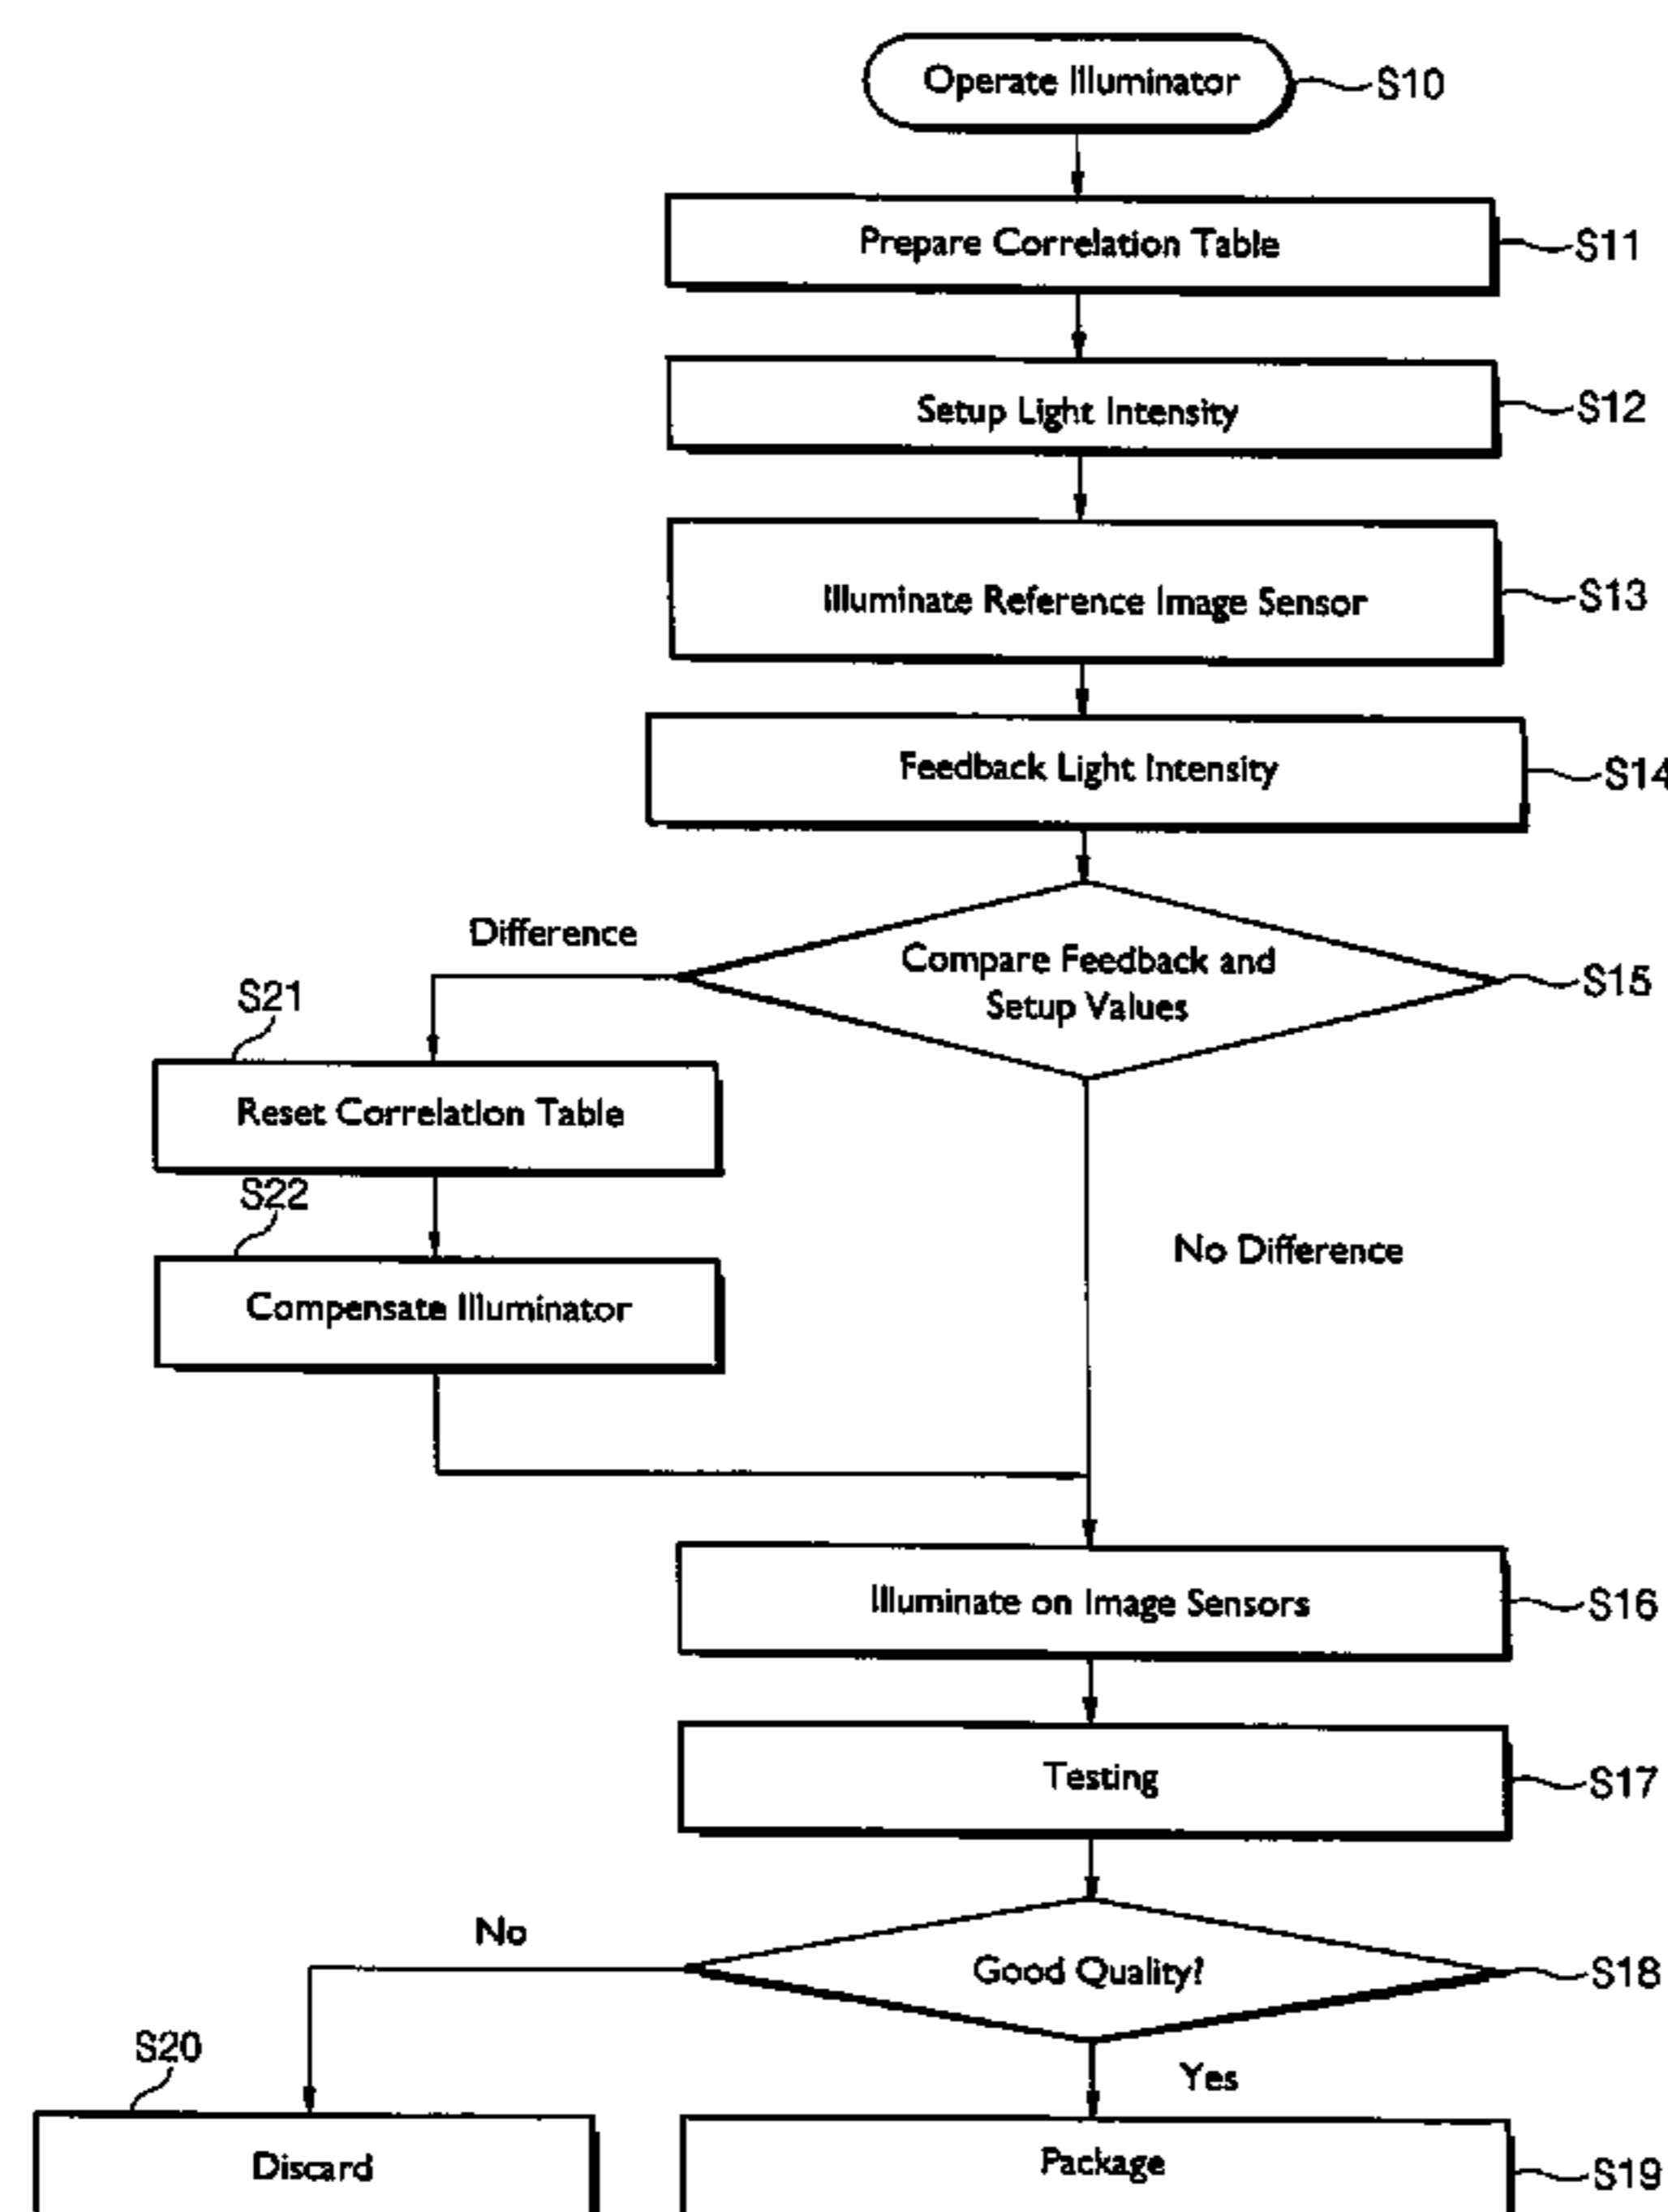 Operate Illuminator
S10
Prepare Correlation Table
S11
Setup Light Intensity
S12
Illuminate Reference Image Sensor
S13
Feedback Light Intensity
S14
Difference
Compare Feedback and
Setup Values
S15
S21
Reset Correlation Table
S22
Compensate Illuminator
No Difference
Illuminate on Image Sensors
S16
Testing
S17
No
Good Quality?
S18
Yes
S20
Discard
Package
S19